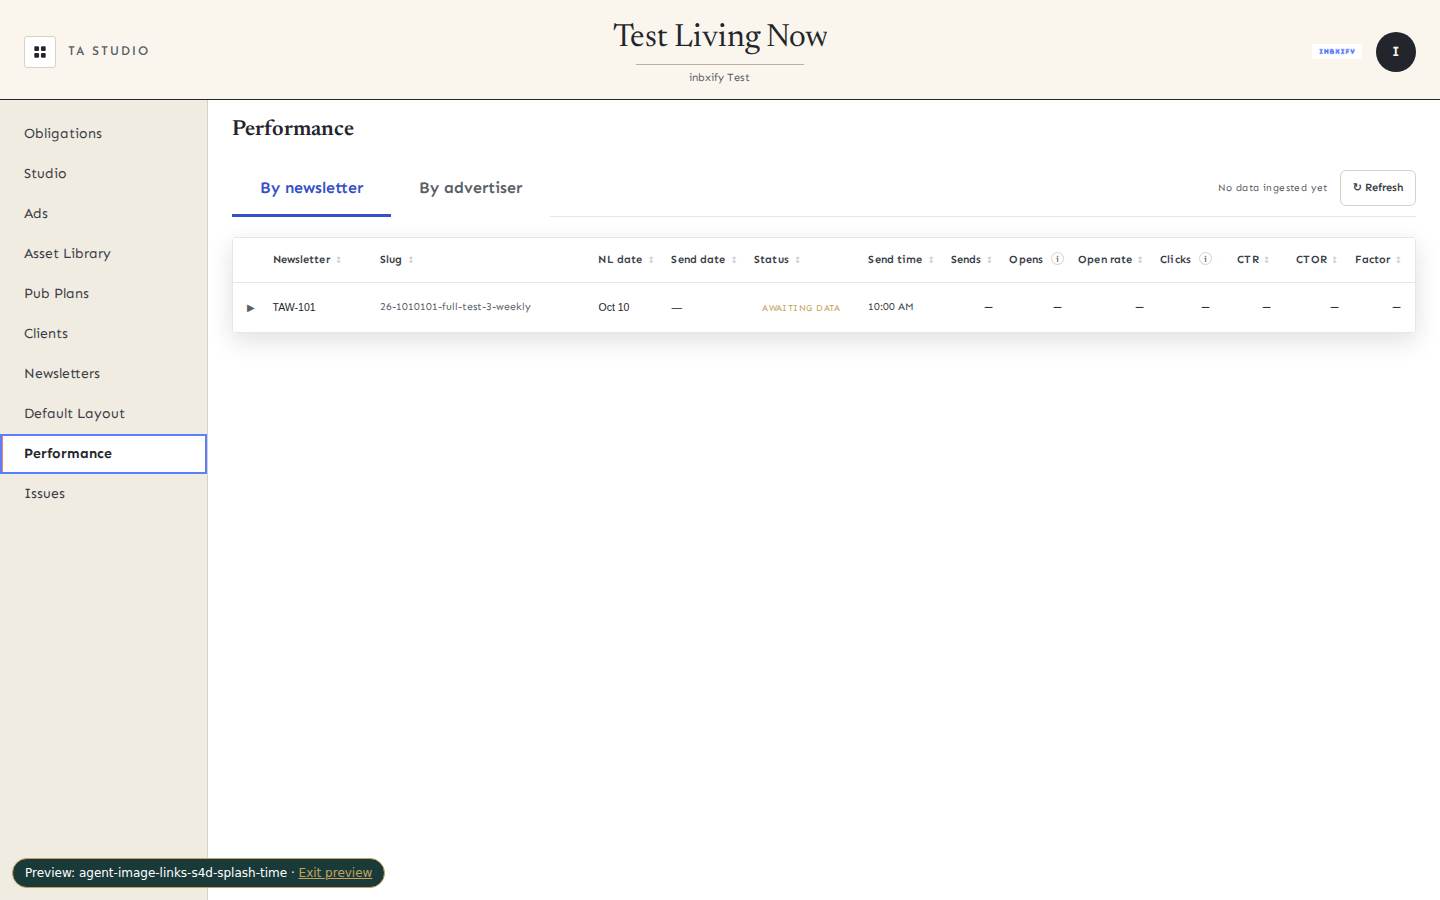 TA STUDIO
Test Living Now
inbxify Test
INBXIFY
I
Obligations
Studio
Ads
Asset Library
Pub Plans
Clients
Newsletters
Default Layout
Performance
Issues
Performance
By newsletter
By advertiser
No data ingested yet
↻ Refresh
Newsletter ↕ Slug ↕ NL date ↕ Send date ↕ Status ↕ Send time ↕ Sends ↕ Opens i Open rate ↕ Clicks i CTR ↕ CTOR ↕ Factor ↕
▶ TAW-101 26-1010101-full-test-3-weekly Oct 10 — AWAITING DATA 10:00 AM — — — — — — —
Preview: agent-image-links-s4d-splash-time · Exit preview